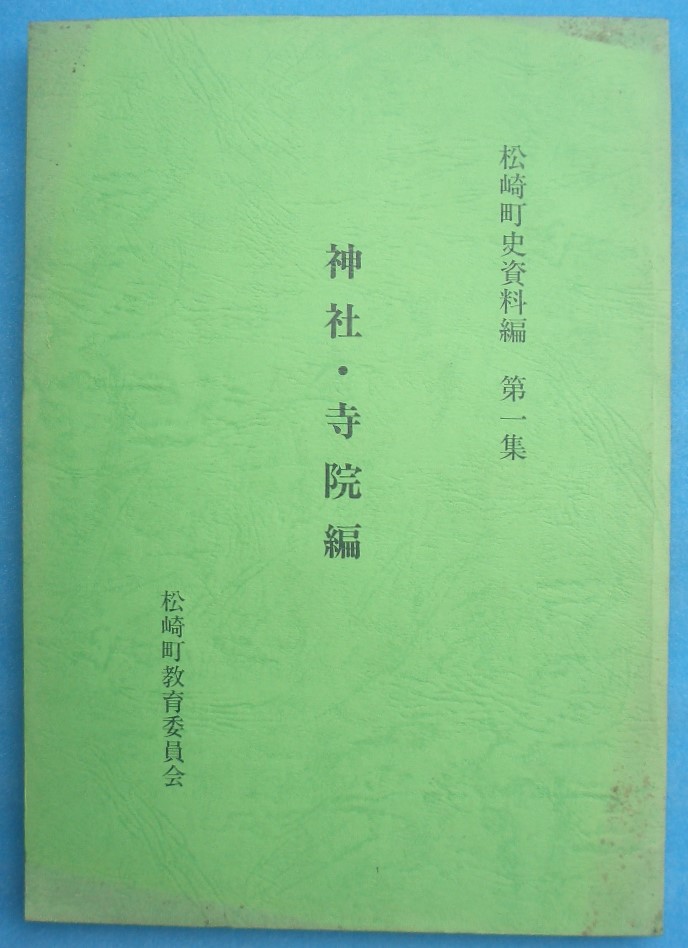 松崎町史資料編　第一集
神社・寺院編
松崎町教育委員会